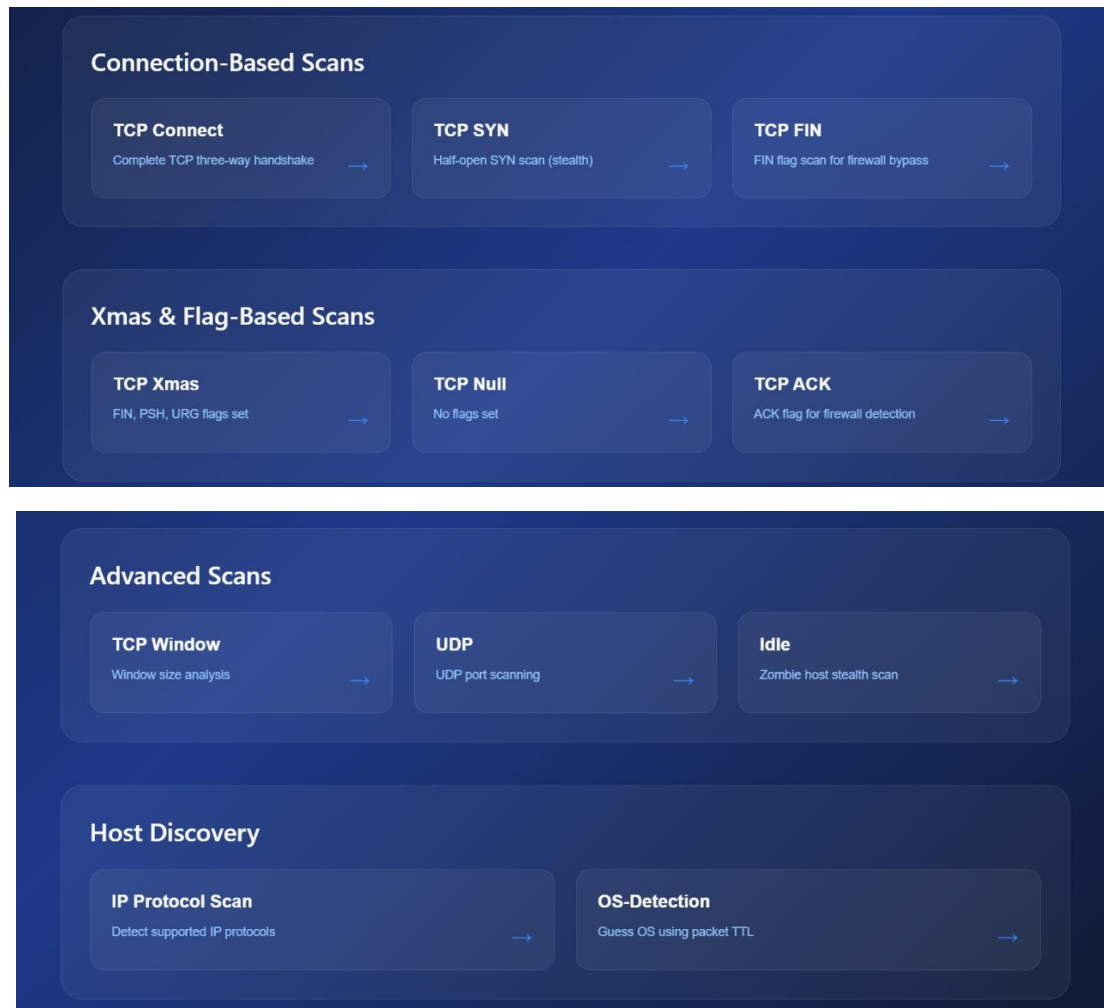 Connection-Based Scans
TCP Connect
Complete TCP three-way handshake
→
TCP SYN
Half-open SYN scan (stealth)
→
TCP FIN
FIN flag scan for firewall bypass
→
Xmas & Flag-Based Scans
TCP Xmas
FIN, PSH, URG flags set
→
TCP Null
No flags set
→
TCP ACK
ACK flag for firewall detection
→
Advanced Scans
TCP Window
Window size analysis
→
UDP
UDP port scanning
→
Idle
Zombie host stealth scan
→
Host Discovery
IP Protocol Scan
Detect supported IP protocols
→
OS-Detection
Guess OS using packet TTL
→